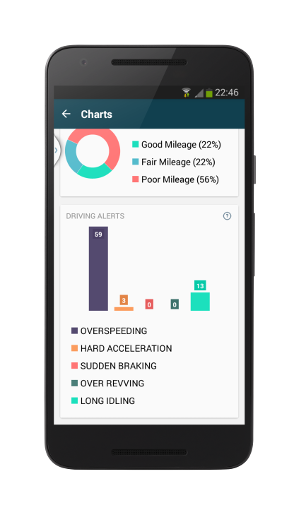 22:46
Charts
Good Mileage (22%)
Fair Mileage (22%)
Poor Mileage (56%)
DRIVING ALERTS ?
59
3
0
0
13
OVERSPEEDING
HARD ACCELERATION
SUDDEN BRAKING
OVER REVVING
LONG IDLING